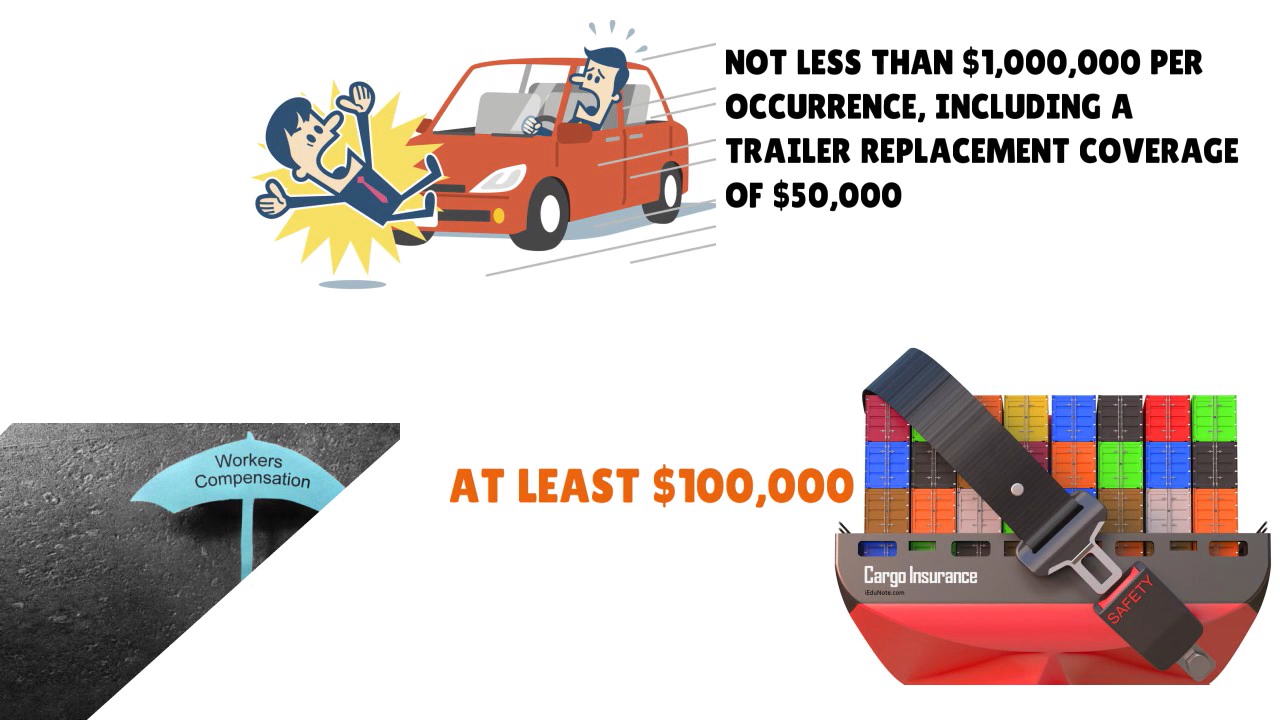 NOT LESS THAN $1,000,000 PER
OCCURRENCE, INCLUDING A
TRAILER REPLACEMENT COVERAGE
OF $50,000
Workers
Compensation
AT LEAST $100,000
Cargo Insurance
iEduNote.com
SAFETY